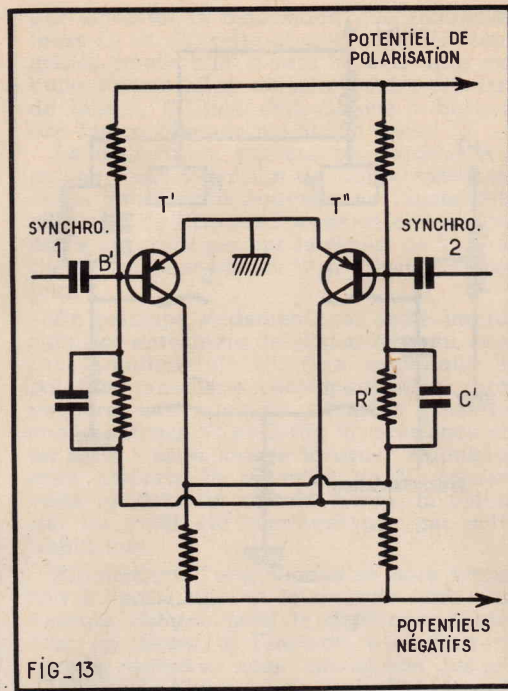 POTENTIEL DE
POLARISATION
T'
T"
SYNCHRO.
1
B'
SYNCHRO.
2
R'
C'
POTENTIELS
NÉGATIFS
FIG_13